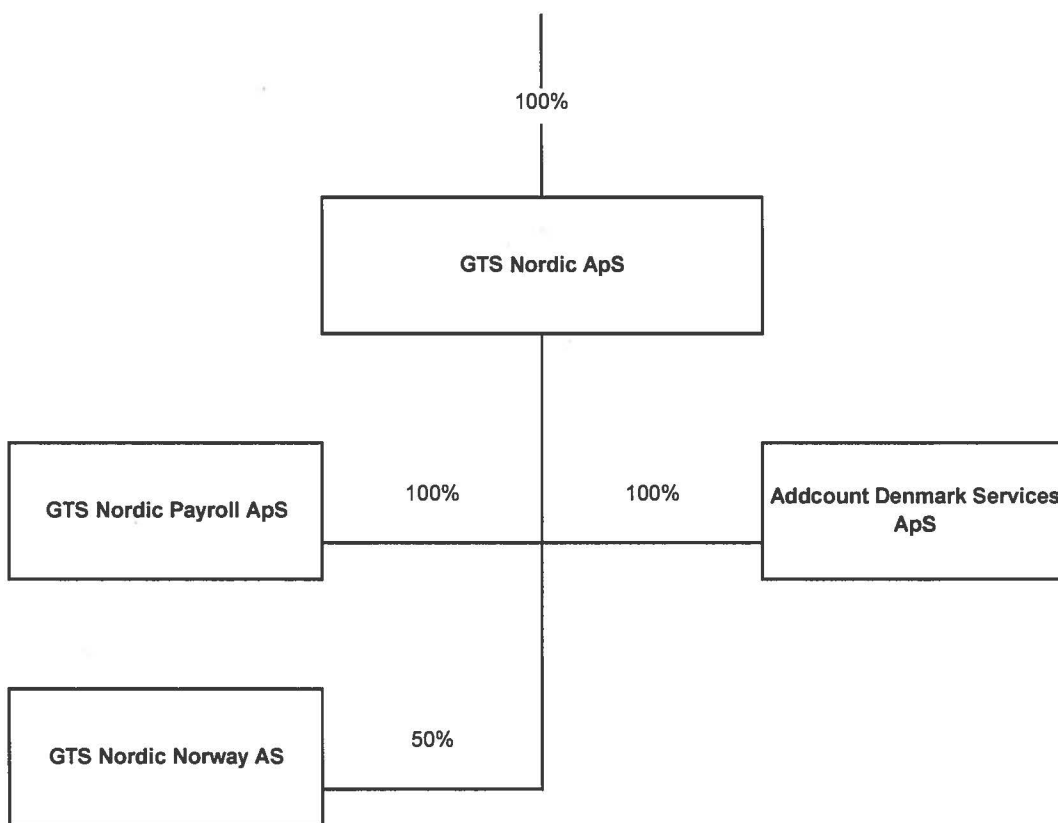 100%
GTS Nordic ApS
GTS Nordic Payroll ApS
100%
100%
Addcount Denmark Services
ApS
GTS Nordic Norway AS
50%